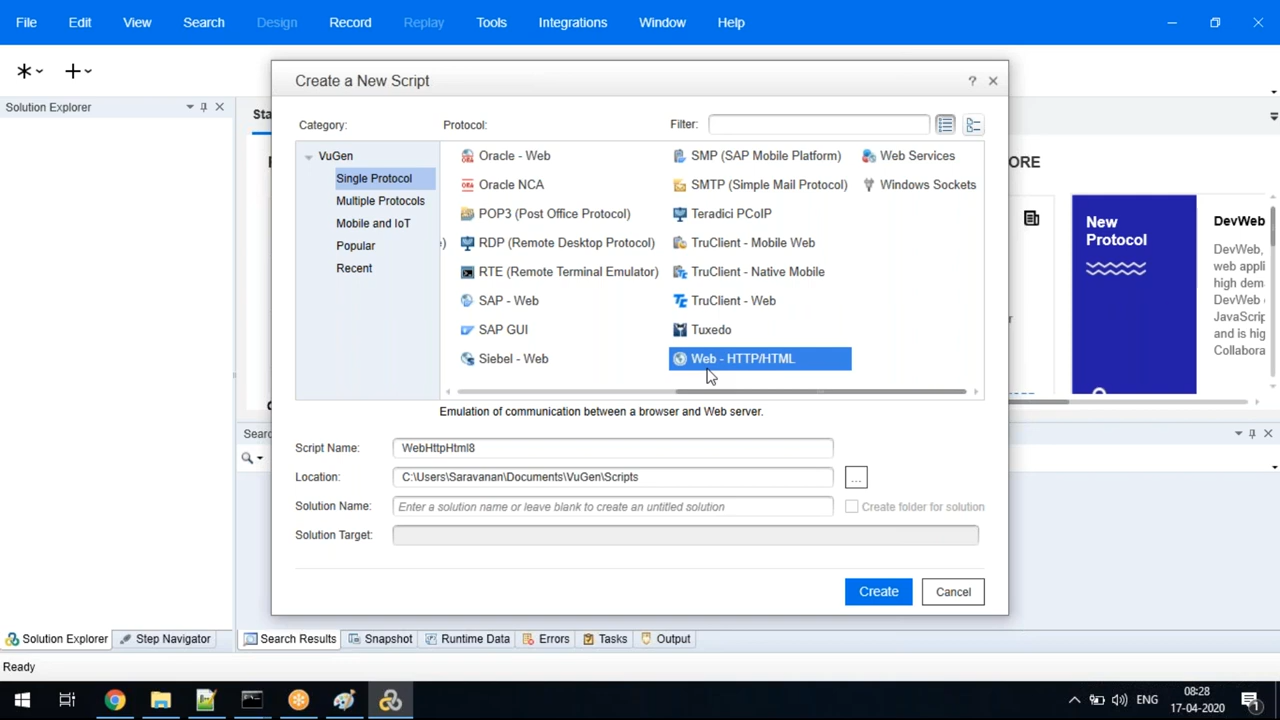 File Edit View Search Design Record Replay Tools Integrations Window Help
Create a New Script ? ×
Solution Explorer
Sta
Category: Protocol: Filter:
VuGen
Single Protocol
Multiple Protocols
Mobile and IoT
Popular
Recent
e)
Oracle - Web
Oracle NCA
POP3 (Post Office Protocol)
RDP (Remote Desktop Protocol)
RTE (Remote Terminal Emulator)
SAP - Web
SAP GUI
Siebel - Web
SMP (SAP Mobile Platform)
SMTP (Simple Mail Protocol)
Teradici PCoIP
TruClient - Mobile Web
TruClient - Native Mobile
TruClient - Web
Tuxedo
Web - HTTP/HTML
Web Services
Windows Sockets
Emulation of communication between a browser and Web server.
Script Name: WebHttpHtml8
Location: C:\Users\Saravanan\Documents\VuGen\Scripts ...
Solution Name: Enter a solution name or leave blank to create an untitled solution Create folder for solution
Solution Target:
Create Cancel
ORE
New
Protocol
DevWeb
DevWeb,
web appli
high dem
DevWeb
JavaScrip
and is hig
Collabora
Sear
Solution Explorer Step Navigator Search Results Snapshot Runtime Data Errors Tasks Output
Ready
ENG
08:28
17-04-2020
1